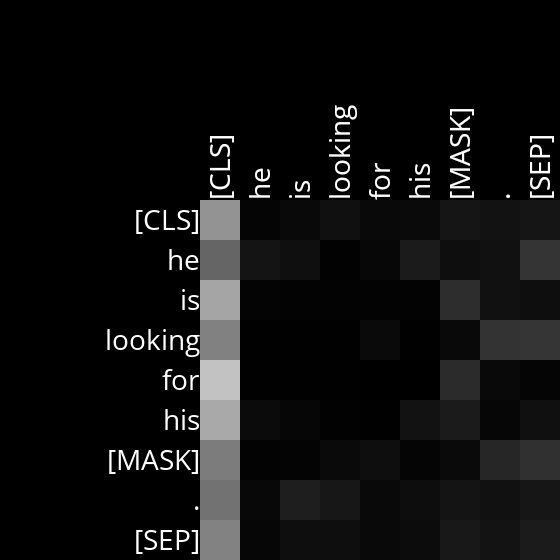 [CLS] he is looking for his [MASK] . [SEP]
[CLS]
he
is
looking
for
his
[MASK]
.
[SEP]